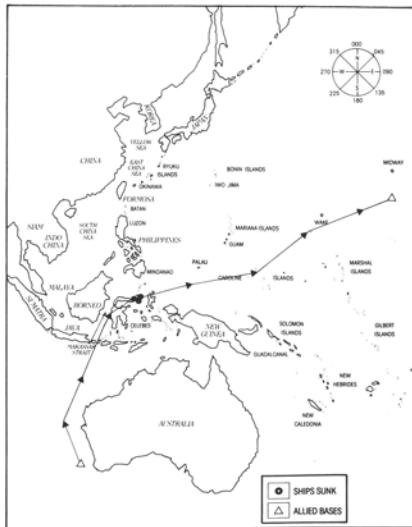 000
315
045
N
270
W
E
090
S
225
135
180
KOREA
JAPAN
MIDWAY
YELLOW
SEA
CHINA
EAST
CHINA
SEA
RYUKU
ISLANDS
BONIN ISLANDS
OKINAWA
IWO JIMA
FORMOSA
BATAN
SIAM
INDO
CHINA
SOUTH
CHINA
SEA
LUZON
MARIANA ISLANDS
WAKE
PHILIPPINES
GUAM
MINDANAO
PALAU
CAROLINE
ISLANDS
MARSHAL
ISLANDS
MALAYA
SUMATRA
BORNEO
JAVA
CELEBES
MAKASSAR
STRAIT
NEW
GUINEA
SOLOMON
ISLANDS
GILBERT
ISLANDS
GUADALCANAL
NEW
HEBRIDES
NEW
CALEDONIA
AUSTRALIA
SHIPS SUNK
ALLIED BASES